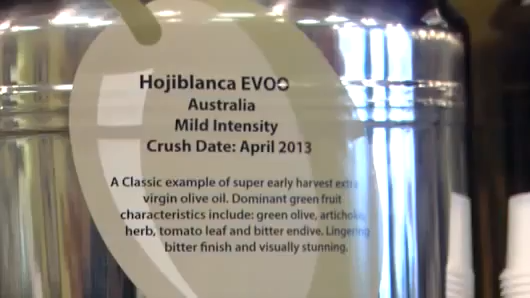 Hojiblanca EVOO
Australia
Mild Intensity
Crush Date: April 2013
A Classic example of super early harvest extra
virgin olive oil. Dominant green fruit
characteristics include: green olive, artichoke,
herb, tomato leaf and bitter endive. Lingering
bitter finish and visually stunning.